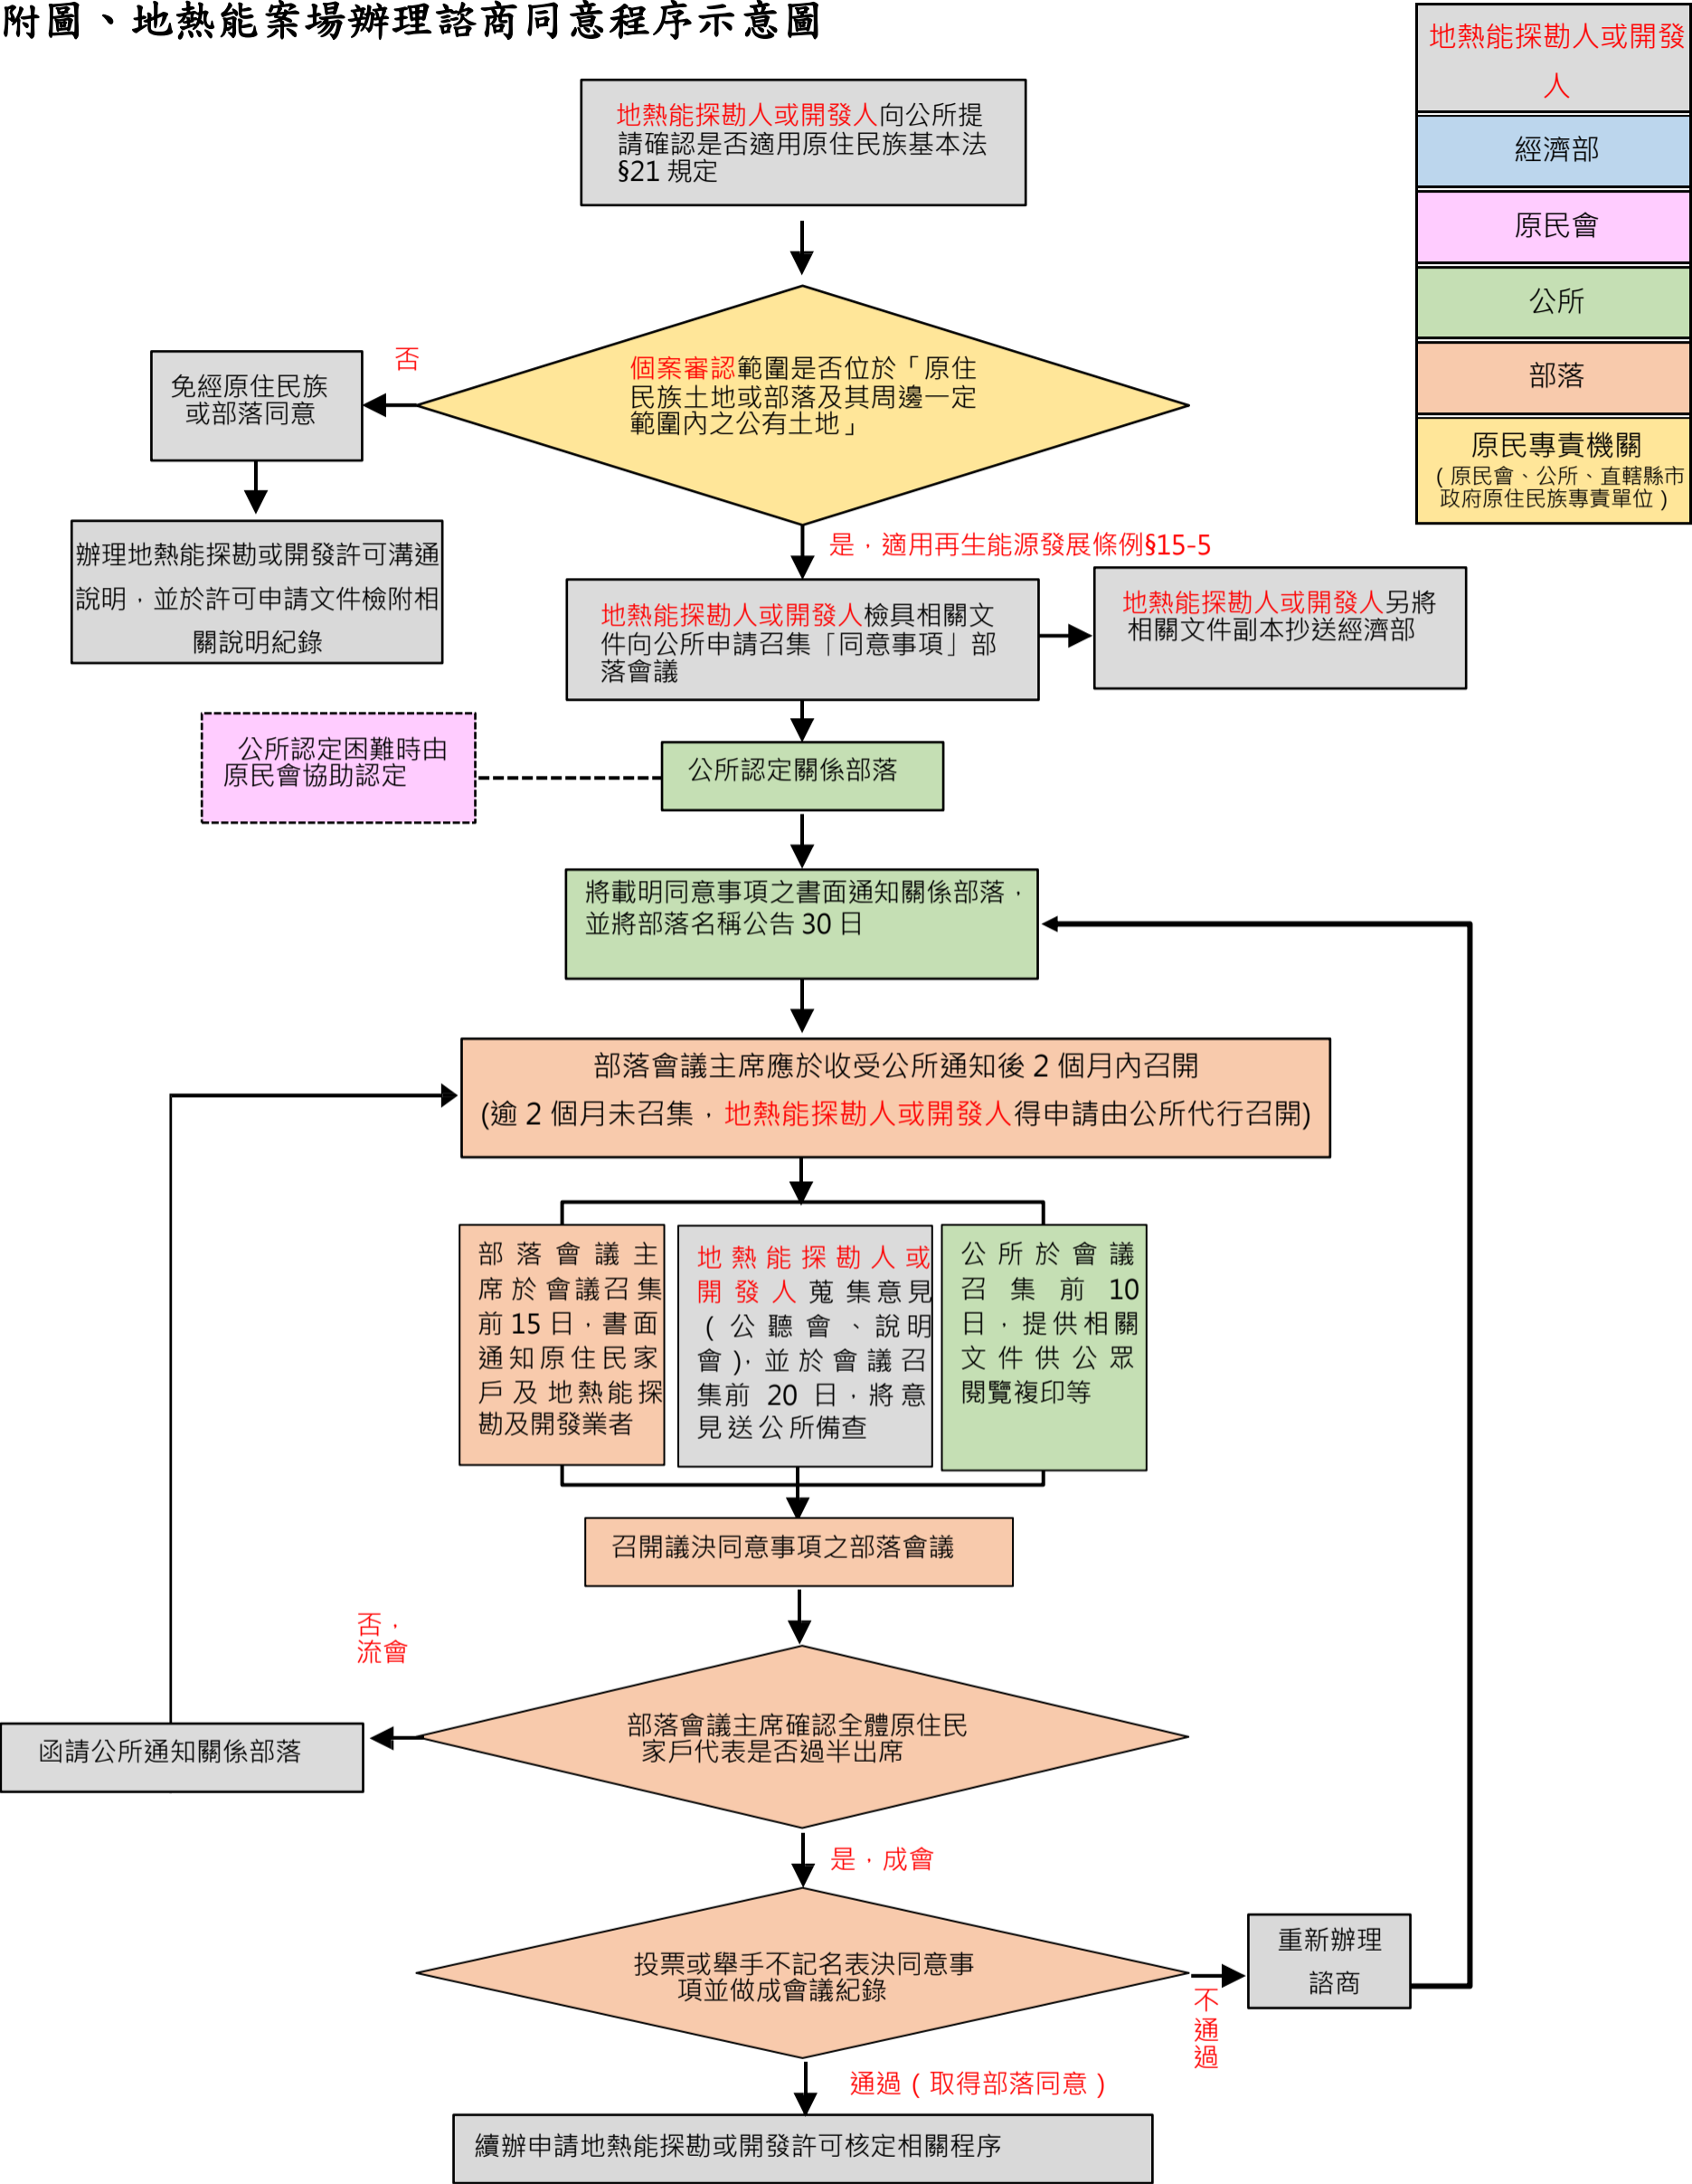 附圖、地熱能案場辦理諮商同意程序示意圖
地熱能探勘人或開發
人
經濟部
原民會
公所
部落
原民專責機關
(原民會、公所、直轄縣市
政府原住民族專責單位)
地熱能探勘人或開發人向公所提
請確認是否適用原住民族基本法
§21 規定
個案審認範圍是否位於「原住
民族土地或部落及其周邊一定
範圍內之公有土地」
否
免經原住民族
或部落同意
辦理地熱能探勘或開發許可溝通
說明，並於許可申請文件檢附相
關說明紀錄
是，適用再生能源發展條例§15-5
地熱能探勘人或開發人檢具相關文
件向公所申請召集「同意事項」部
落會議
地熱能探勘人或開發人另將
相關文件副本抄送經濟部
公所認定困難時由
原民會協助認定
公所認定關係部落
將載明同意事項之書面通知關係部落，
並將部落名稱公告 30 日
部落會議主席應於收受公所通知後 2 個月內召開
(逾 2 個月未召集，地熱能探勘人或開發人得申請由公所代行召開)
部落會議主
席於會議召集
前 15 日，書面
通知原住民家
戶及地熱能探
勘及開發業者
地熱能探勘人或
開發人蒐集意見
(公聽會、說明
會)，並於會議召
集前 20 日，將意
見送公所備查
公所於會議
召集前 10
日，提供相關
文件供公眾
閱覽複印等
召開議決同意事項之部落會議
否，
流會
部落會議主席確認全體原住民
家戶代表是否過半出席
函請公所通知關係部落
是，成會
投票或舉手不記名表決同意事
項並做成會議紀錄
重新辦理
諮商
不
通
過
通過(取得部落同意)
續辦申請地熱能探勘或開發許可核定相關程序